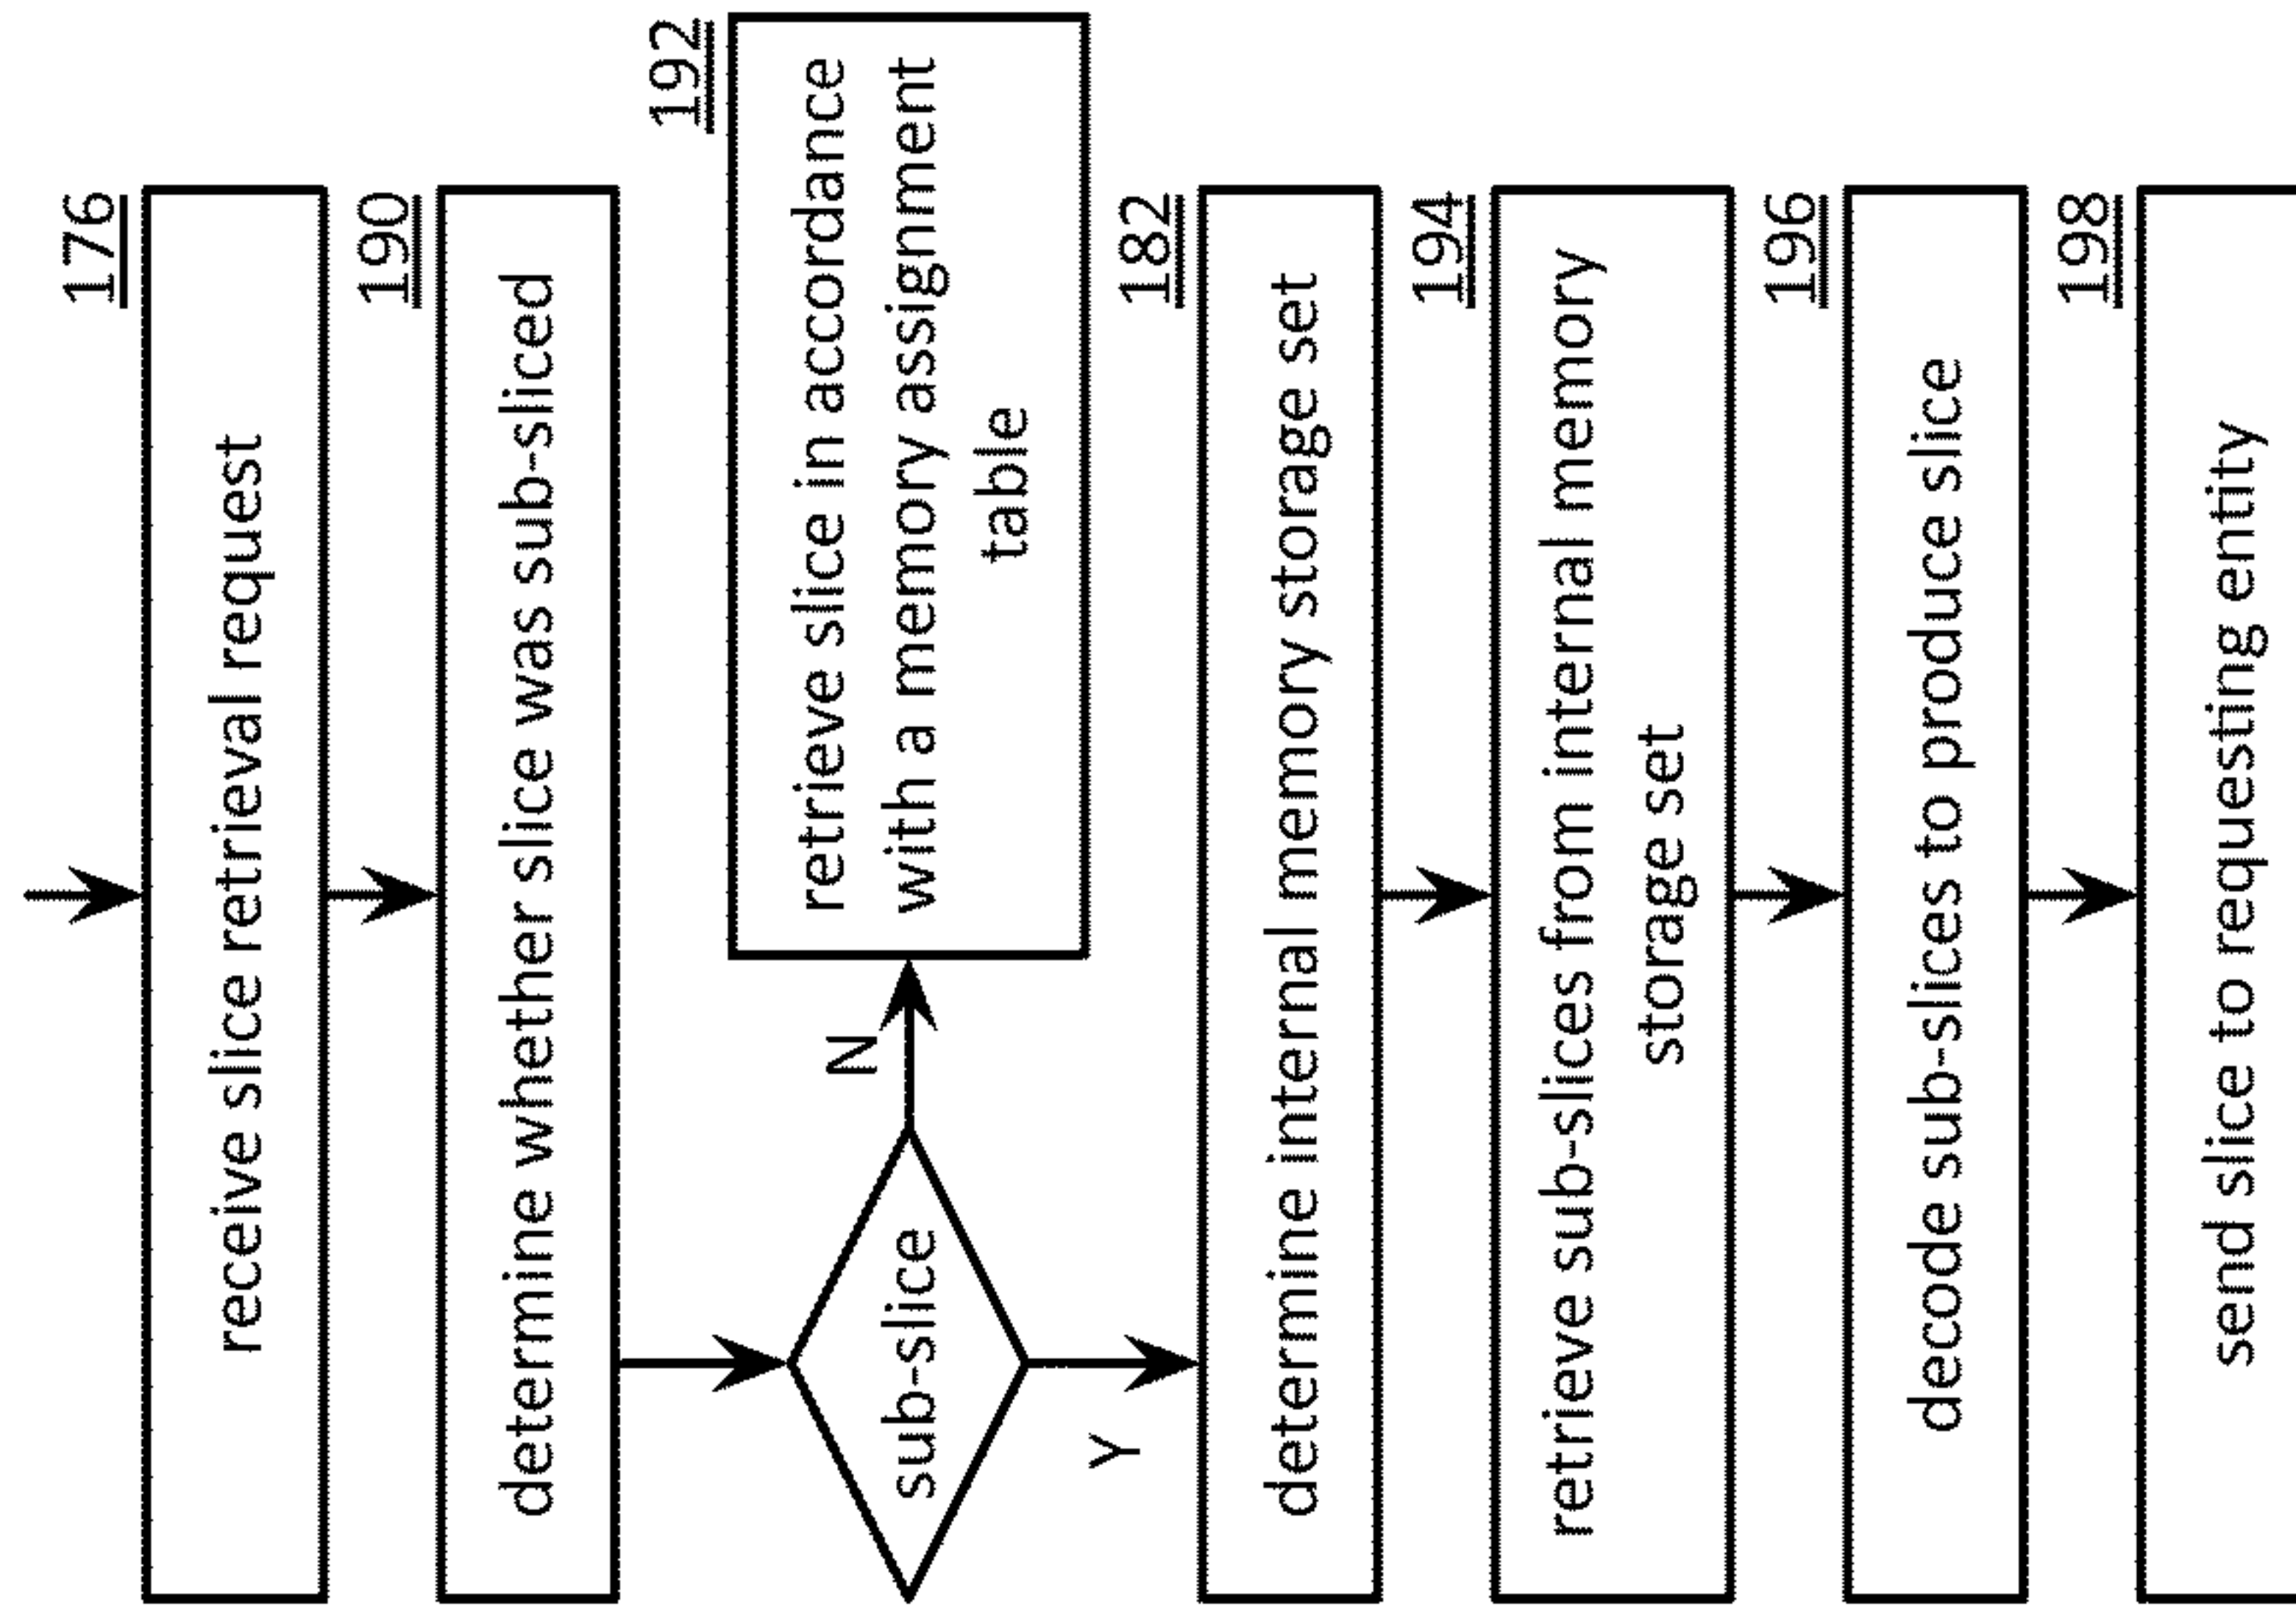 176
receive slice retrieval request
190
determine whether slice was sub-sliced
192
retrieve slice in accordance
with a memory assignment
table
sub-slice
N
Y
182
determine internal memory storage set
194
retrieve sub-slices from internal memory
storage set
196
decode sub-slices to produce slice
198
send slice to requesting entity